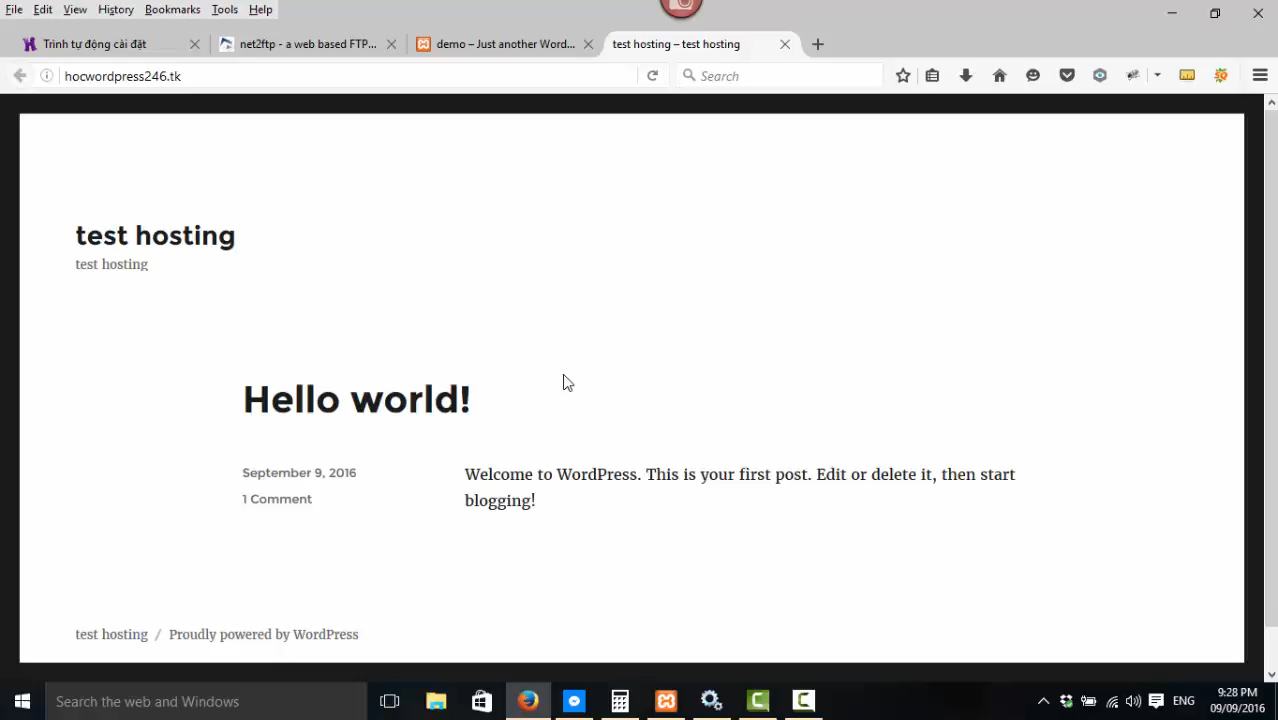 File Edit View History Bookmarks Tools Help
Trình tự động cài đặt
net2ftp - a web based FTP...
demo – Just another Word...
test hosting – test hosting
hocwordpress246.tk
Search
test hosting
test hosting
Hello world!
September 9, 2016
1 Comment
Welcome to WordPress. This is your first post. Edit or delete it, then start
blogging!
test hosting / Proudly powered by WordPress
Search the web and Windows
ENG
9:28 PM
09/09/2016